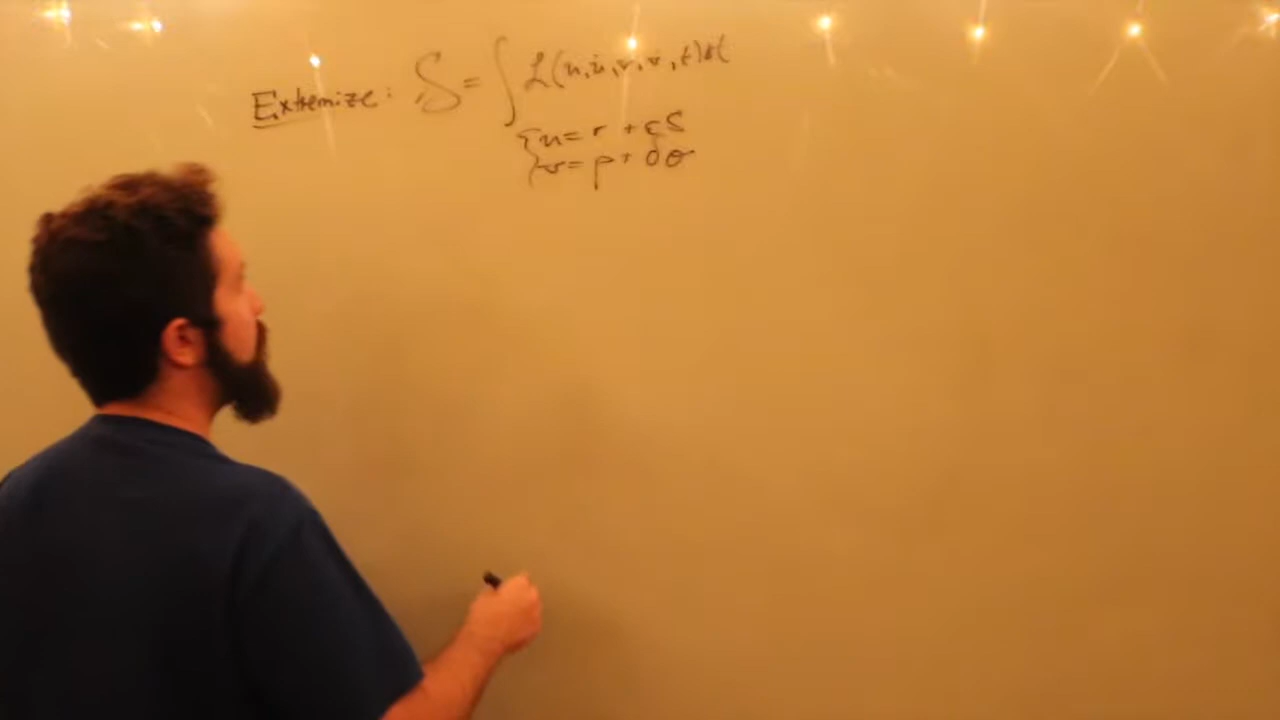 Extremize: S = ∫ L(u, u̇, v, v̇, t) dt
{ u = r + εS
{ v = ρ + δσ